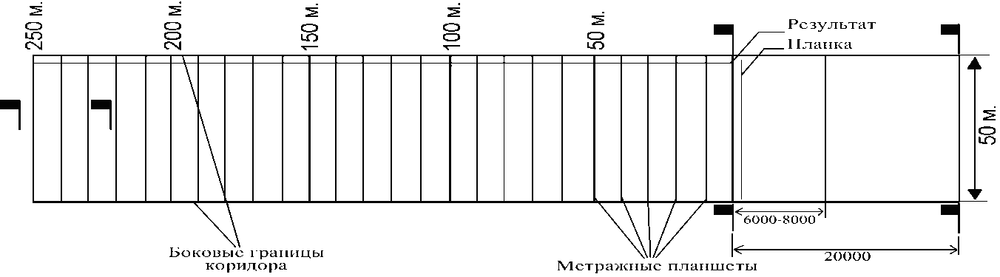 250 м.
200 м.
150 м.
100 м.
50 м.
Результат
Планка
50 м.
6000-8000
20000
Боковые границы
коридора
Метражные планшеты